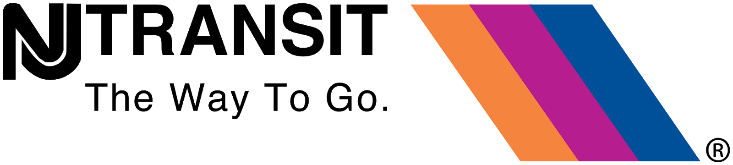 NJ TRANSIT
The Way To Go.
®